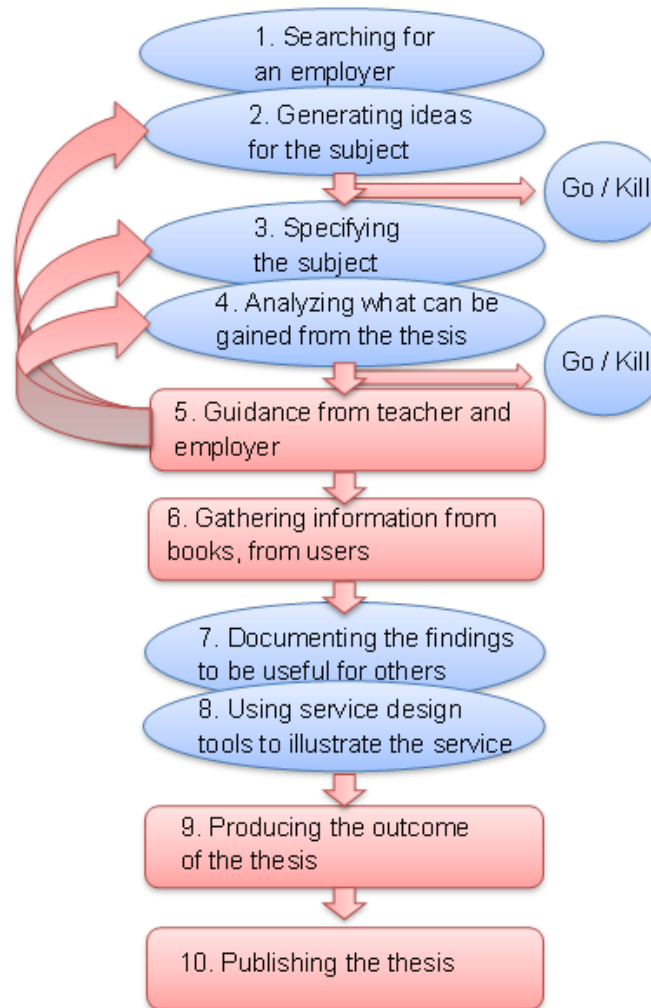 1. Searching for
an employer
2. Generating ideas
for the subject
Go / Kill
3. Specifying
the subject
4. Analyzing what can be
gained from the thesis
Go / Kill
5. Guidance from teacher and
employer
6. Gathering information from
books, from users
7. Documenting the findings
to be useful for others
8. Using service design
tools to illustrate the service
9. Producing the outcome
of the thesis
10. Publishing the thesis